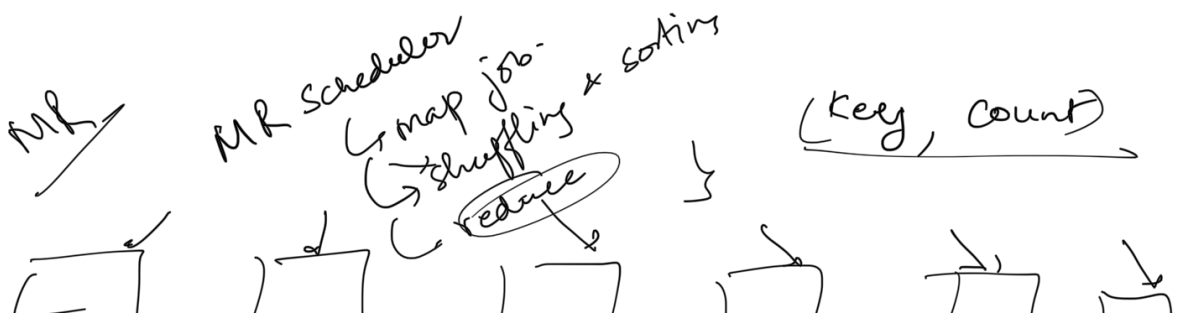 MR
MR scheduler
map job
shuffling & sorting
reduce
(key, count)